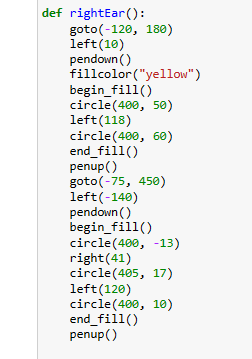 def rightEar():
    goto(-120, 180)
    left(10)
    pendown()
    fillcolor("yellow")
    begin_fill()
    circle(400, 50)
    left(118)
    circle(400, 60)
    end_fill()
    penup()
    goto(-75, 450)
    left(-140)
    pendown()
    begin_fill()
    circle(400, -13)
    right(41)
    circle(405, 17)
    left(120)
    circle(400, 10)
    end_fill()
    penup()